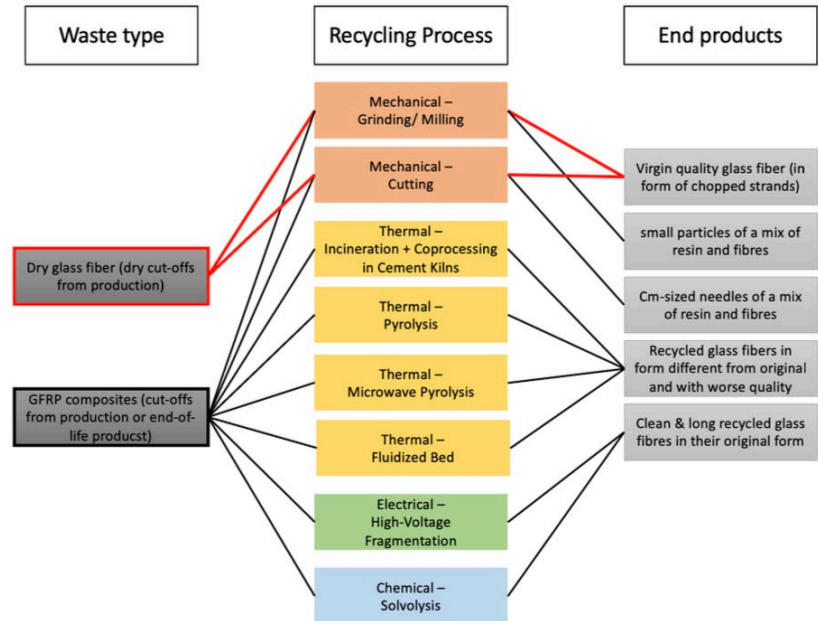 Waste type
Recycling Process
End products
Mechanical –
Grinding/ Milling
Mechanical –
Cutting
Thermal –
Incineration + Coprocessing
in Cement Kilns
Thermal –
Pyrolysis
Thermal –
Microwave Pyrolysis
Thermal –
Fluidized Bed
Electrical –
High-Voltage
Fragmentation
Chemical –
Solvolysis
Dry glass fiber (dry cut-offs
from production)
GFRP composites (cut-offs
from production or end-of-
life producst)
Virgin quality glass fiber (in
form of chopped strands)
small particles of a mix of
resin and fibres
Cm-sized needles of a mix
of resin and fibres
Recycled glass fibers in
form different from original
and with worse quality
Clean & long recycled glass
fibres in their original form